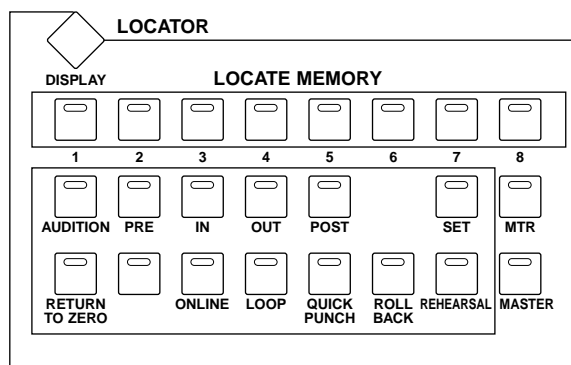 LOCATOR
DISPLAY
LOCATE MEMORY
1 2 3 4 5 6 7 8
AUDITION PRE IN OUT POST SET MTR
RETURN TO ZERO ONLINE LOOP QUICK PUNCH ROLL BACK REHEARSAL MASTER